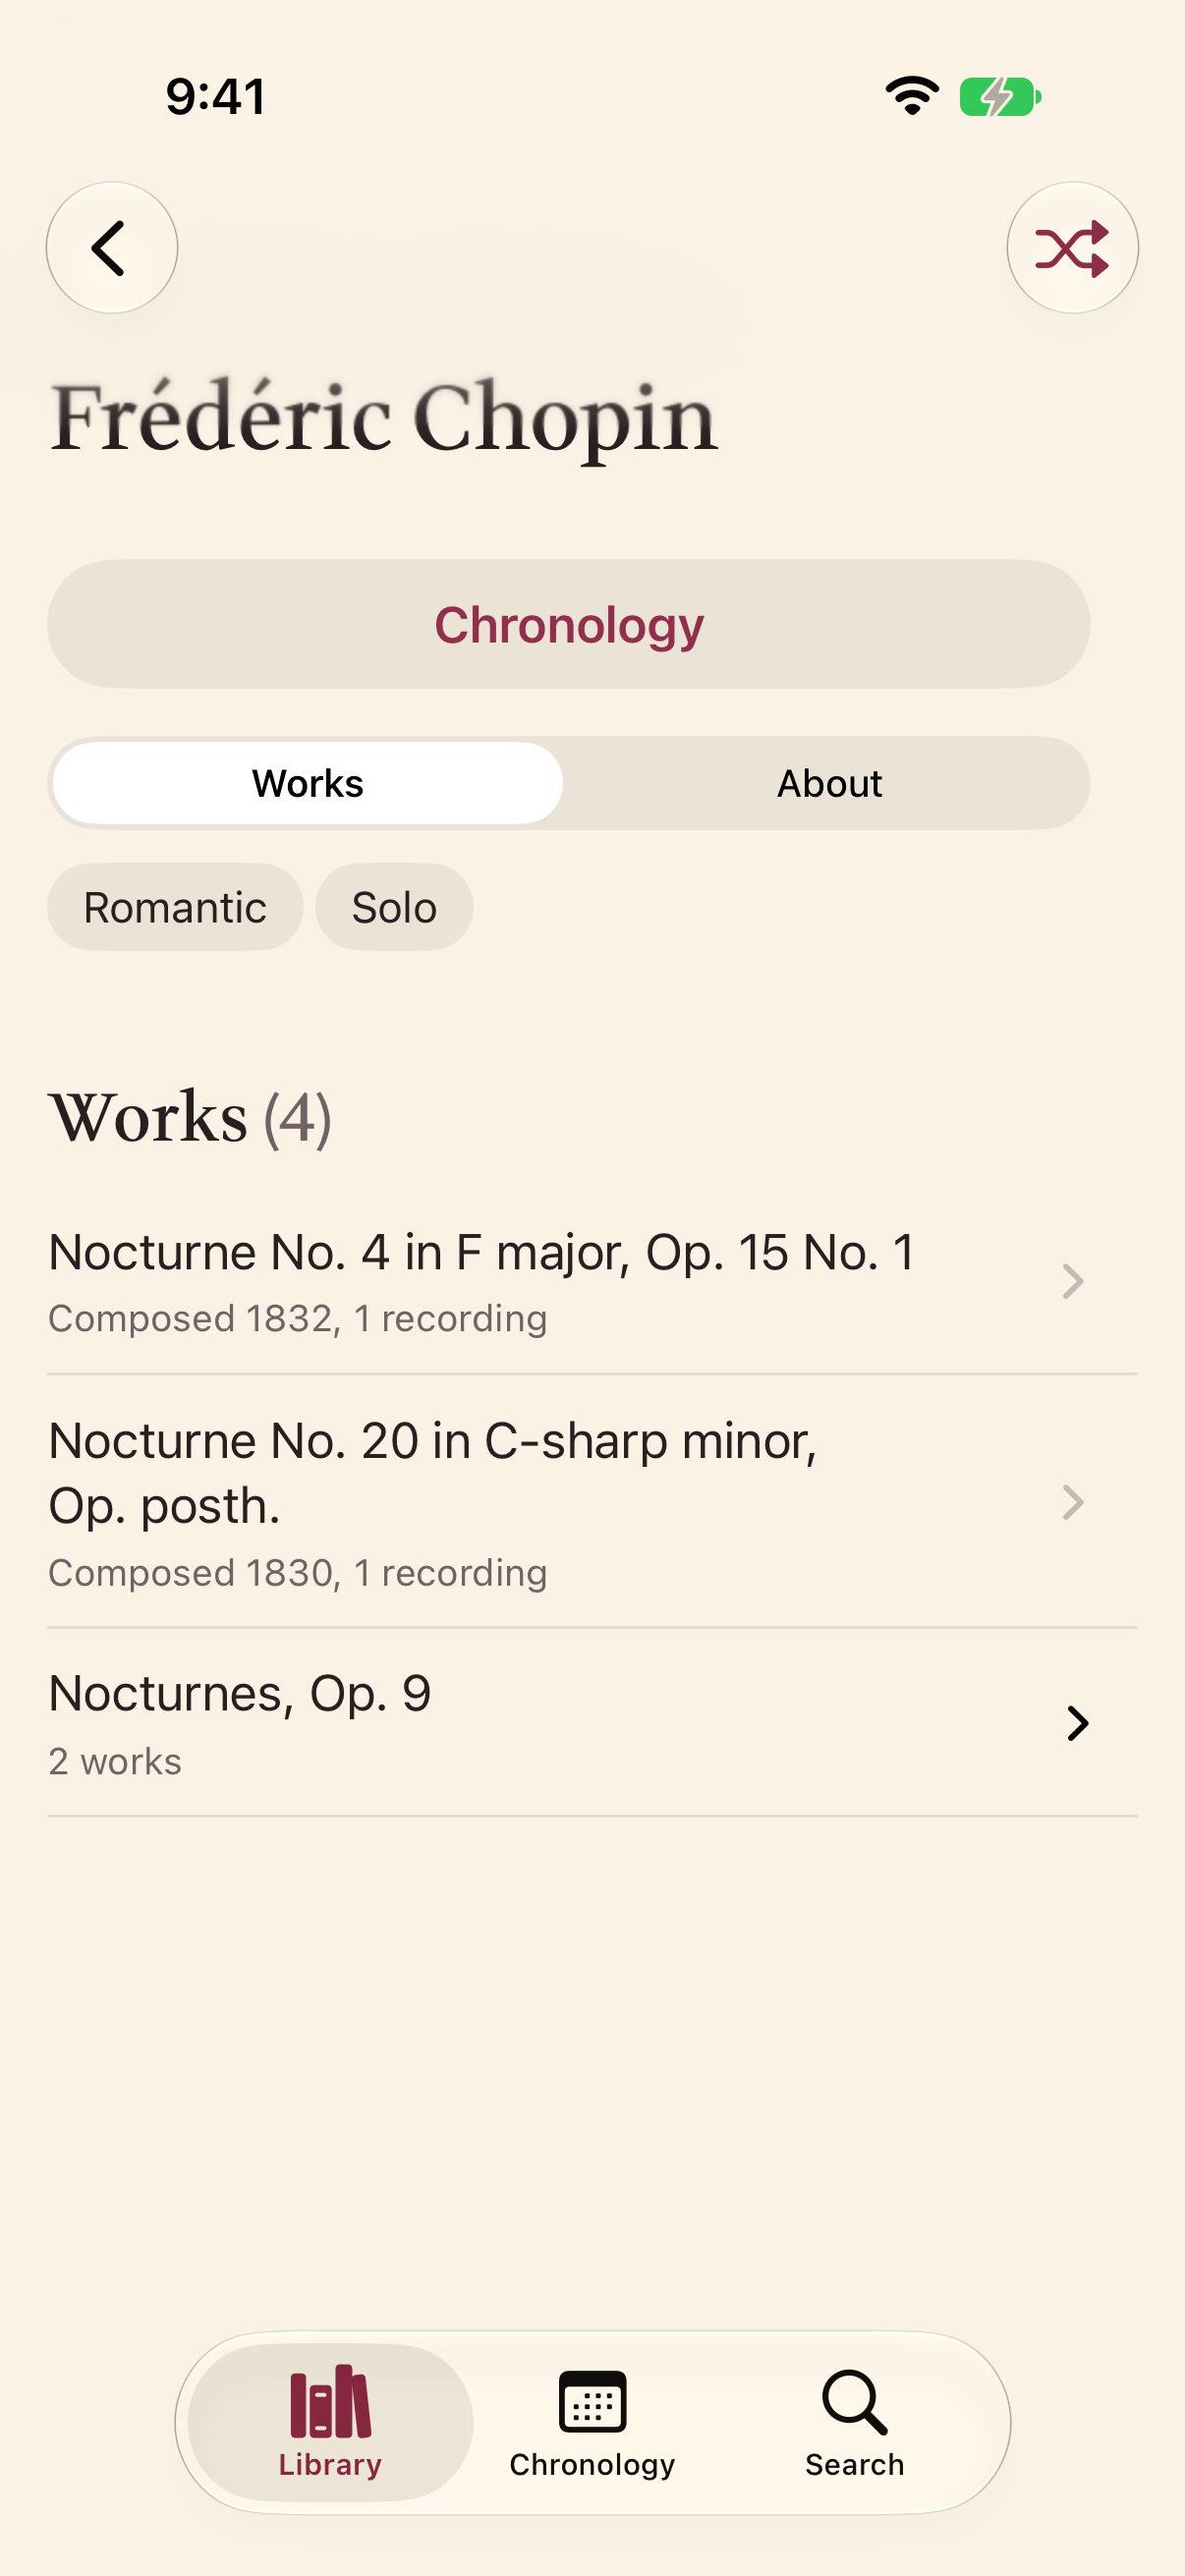 9:41
Frédéric Chopin
Chronology
Works
About
Romantic
Solo
Works (4)
Nocturne No. 4 in F major, Op. 15 No. 1
Composed 1832, 1 recording
Nocturne No. 20 in C-sharp minor,
Op. posth.
Composed 1830, 1 recording
Nocturnes, Op. 9
2 works
Library
Chronology
Search